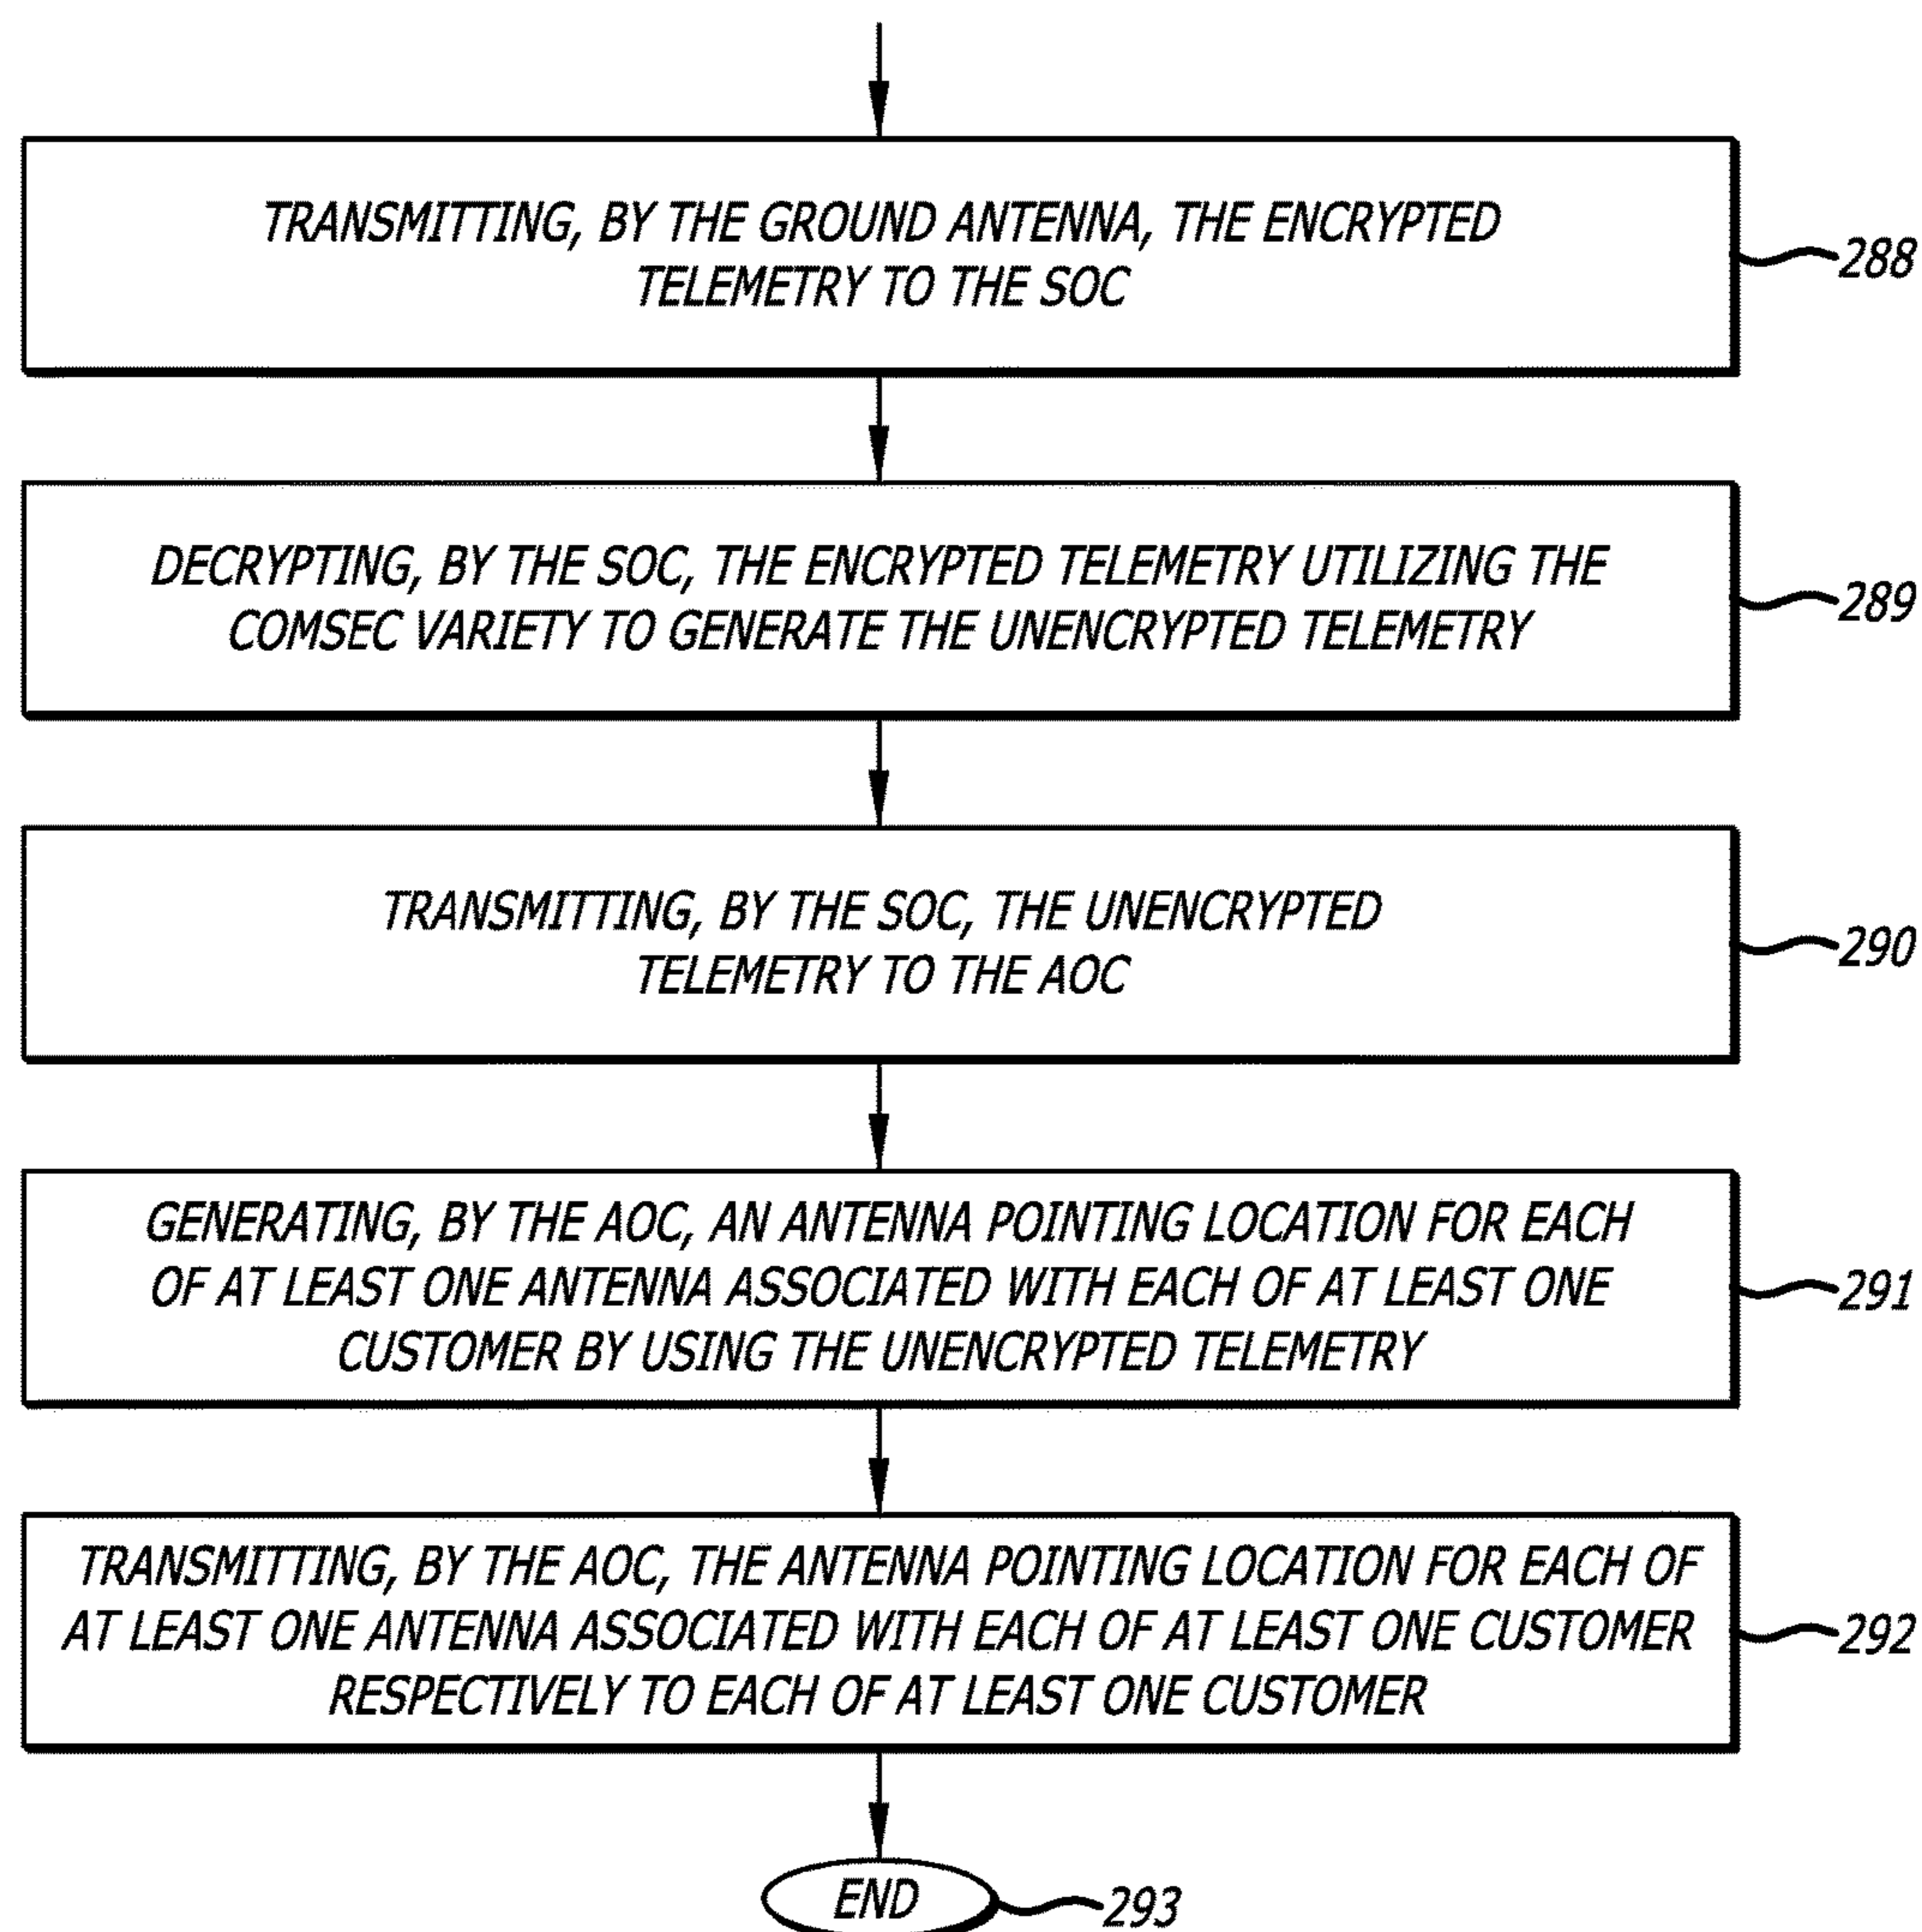 TRANSMITTING, BY THE GROUND ANTENNA, THE ENCRYPTED
TELEMETRY TO THE SOC
288
DECRYPTING, BY THE SOC, THE ENCRYPTED TELEMETRY UTILIZING THE
COMSEC VARIETY TO GENERATE THE UNENCRYPTED TELEMETRY
289
TRANSMITTING, BY THE SOC, THE UNENCRYPTED
TELEMETRY TO THE AOC
290
GENERATING, BY THE AOC, AN ANTENNA POINTING LOCATION FOR EACH
OF AT LEAST ONE ANTENNA ASSOCIATED WITH EACH OF AT LEAST ONE
CUSTOMER BY USING THE UNENCRYPTED TELEMETRY
291
TRANSMITTING, BY THE AOC, THE ANTENNA POINTING LOCATION FOR EACH OF
AT LEAST ONE ANTENNA ASSOCIATED WITH EACH OF AT LEAST ONE CUSTOMER
RESPECTIVELY TO EACH OF AT LEAST ONE CUSTOMER
292
END
293